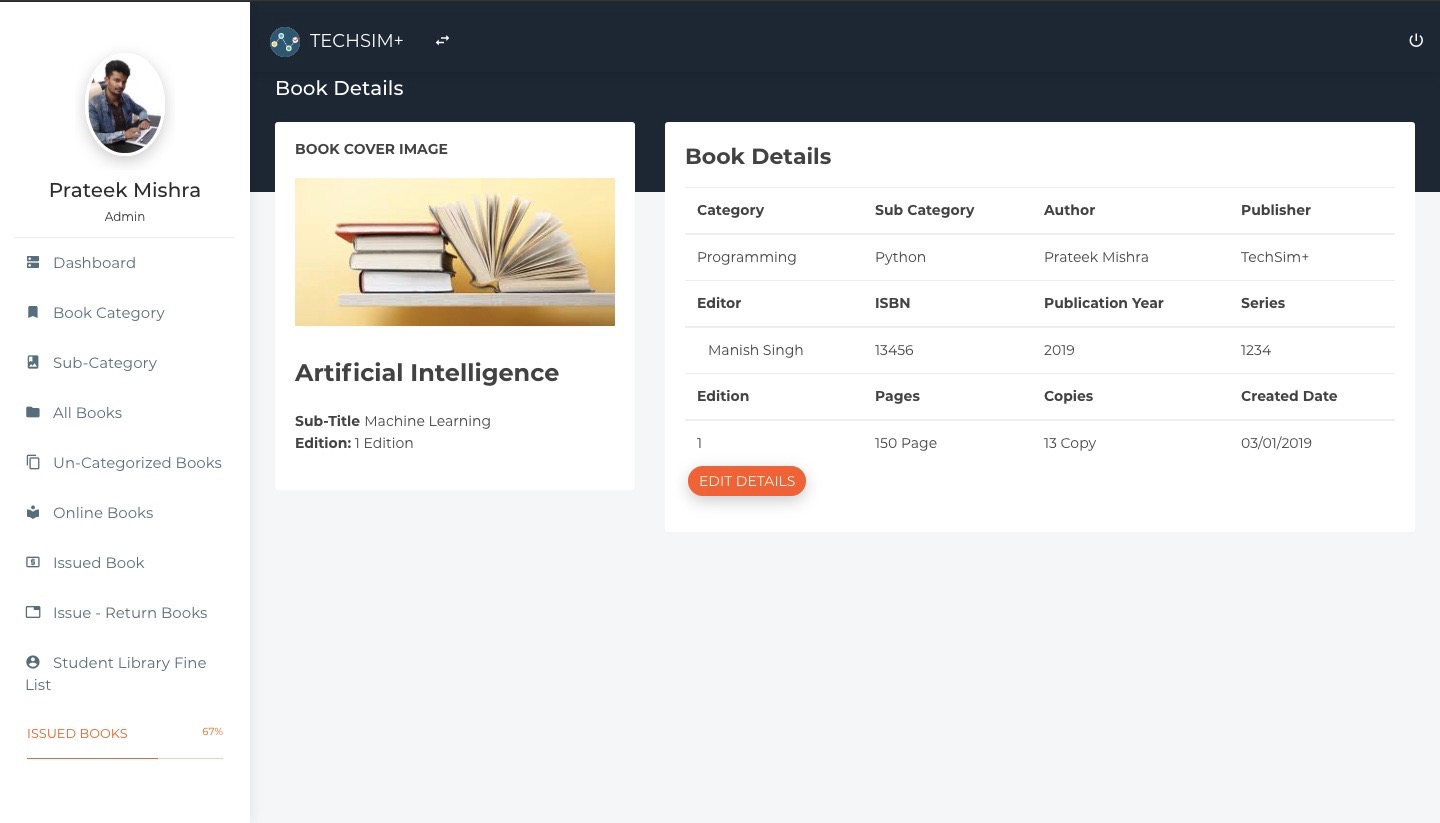 TECHSIM+
Book Details
Prateek Mishra
Admin
Dashboard
Book Category
Sub-Category
All Books
Un-Categorized Books
Online Books
Issued Book
Issue - Return Books
Student Library Fine
List
ISSUED BOOKS 67%
BOOK COVER IMAGE
Artificial Intelligence
Sub-Title Machine Learning
Edition: 1 Edition
Book Details
Category Sub Category Author Publisher
Programming Python Prateek Mishra TechSim+
Editor ISBN Publication Year Series
Manish Singh 13456 2019 1234
Edition Pages Copies Created Date
1 150 Page 13 Copy 03/01/2019
EDIT DETAILS